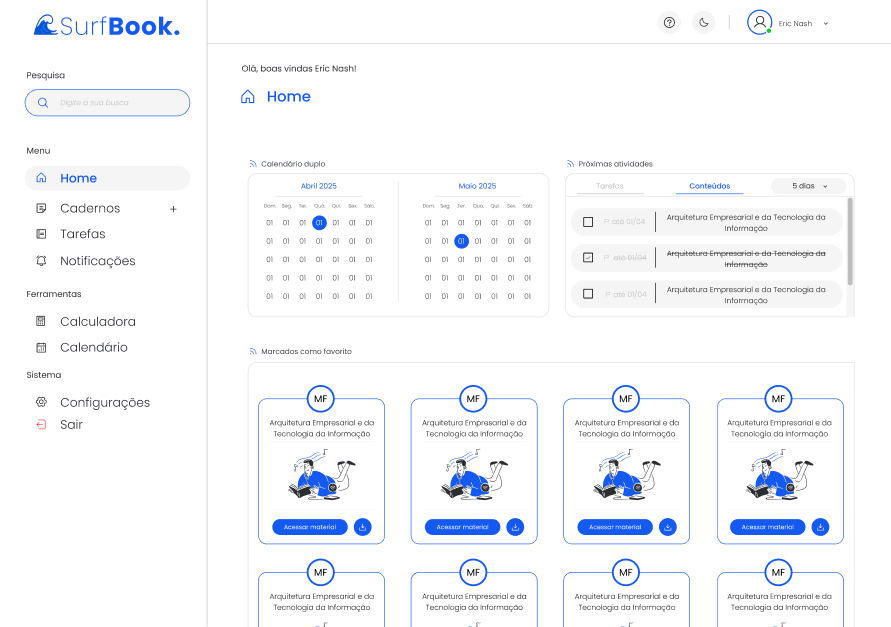 SurfBook.
Eric Nash
Pesquisa
Digite a sua busca
Menu
Home
Cadernos +
Tarefas
Notificações
Ferramentas
Calculadora
Calendário
Sistema
Configurações
Sair
Olá, boas vindas Eric Nash!
Home
Calendário duplo
Abril 2025
Dom. Seg. Ter. Qua. Qui. Sex. Sáb.
01 01 01 01 01 01 01
01 01 01 01 01 01 01
01 01 01 01 01 01 01
01 01 01 01 01 01 01
01 01 01 01 01 01 01
Maio 2025
Dom. Seg. Ter. Qua. Qui. Sex. Sáb.
01 01 01 01 01 01 01
01 01 01 01 01 01 01
01 01 01 01 01 01 01
01 01 01 01 01 01 01
01 01 01 01 01 01 01
Próximas atividades
Tarefas Conteúdos 5 dias
1º até 01/04
Arquitetura Empresarial e da Tecnologia da
Informação
1º até 01/04
Arquitetura Empresarial e da Tecnologia da
Informação
1º até 01/04
Arquitetura Empresarial e da Tecnologia da
Informação
Marcados como favorito
MF
Arquitetura Empresarial e da
Tecnologia da Informação
Acessar material
MF
Arquitetura Empresarial e da
Tecnologia da Informação
Acessar material
MF
Arquitetura Empresarial e da
Tecnologia da Informação
Acessar material
MF
Arquitetura Empresarial e da
Tecnologia da Informação
Acessar material
MF
Arquitetura Empresarial e da
Tecnologia da Informação
MF
Arquitetura Empresarial e da
Tecnologia da Informação
MF
Arquitetura Empresarial e da
Tecnologia da Informação
MF
Arquitetura Empresarial e da
Tecnologia da Informação